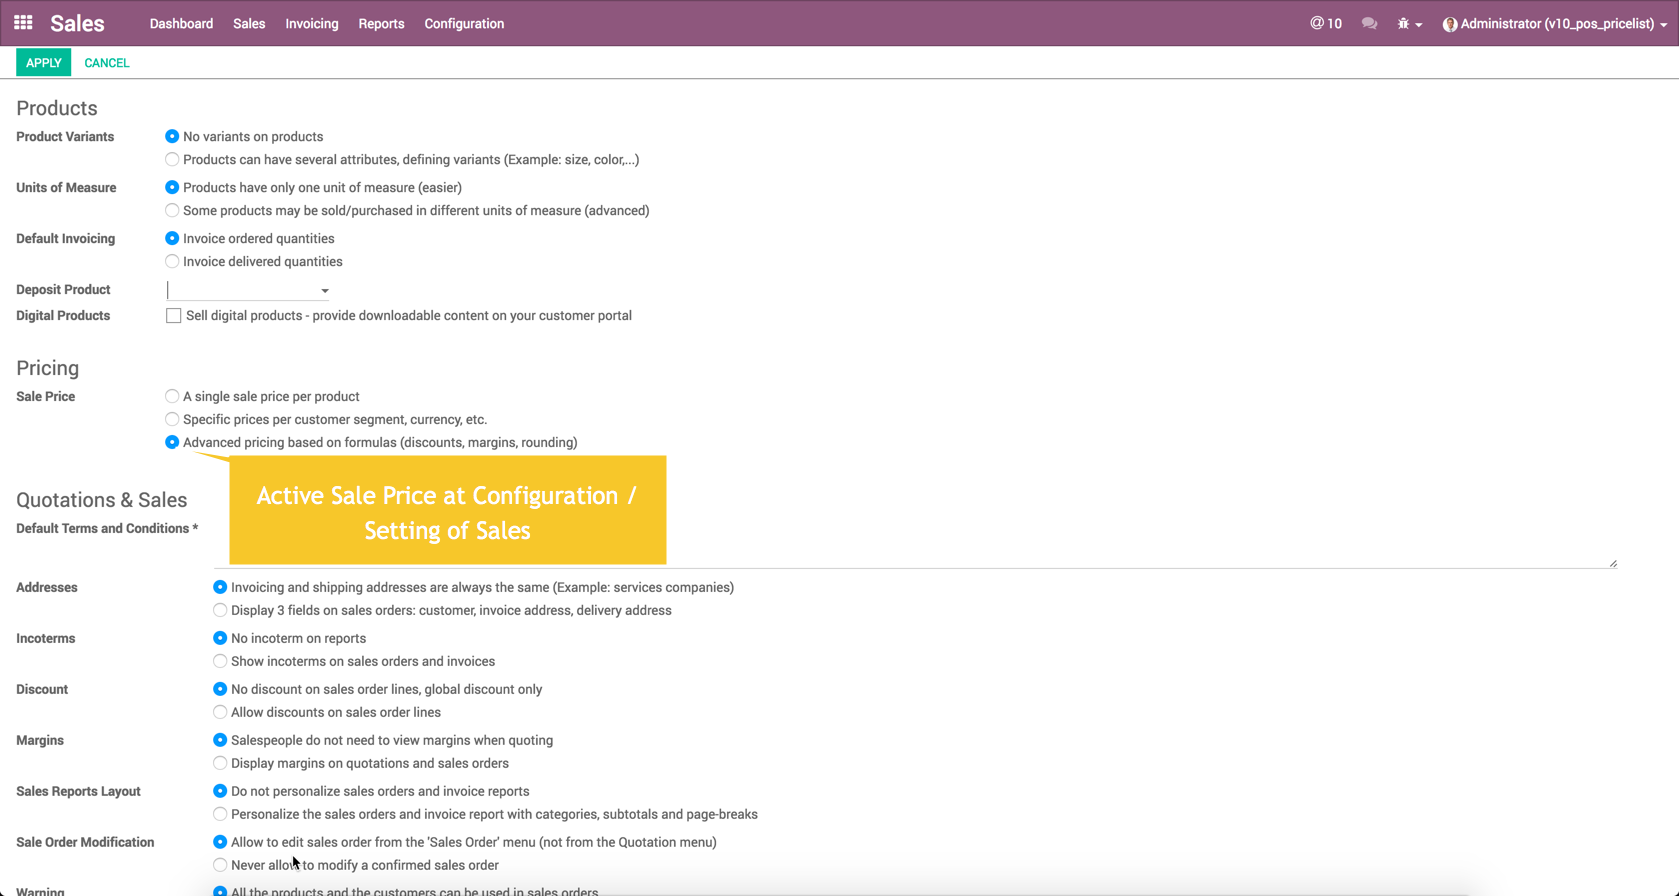 Sales Dashboard Sales Invoicing Reports Configuration @ 10 Administrator (v10_pos_pricelist)
APPLY CANCEL
Products
Product Variants No variants on products
Products can have several attributes, defining variants (Example: size, color,...)
Units of Measure Products have only one unit of measure (easier)
Some products may be sold/purchased in different units of measure (advanced)
Default Invoicing Invoice ordered quantities
Invoice delivered quantities
Deposit Product
Digital Products Sell digital products - provide downloadable content on your customer portal
Pricing
Sale Price A single sale price per product
Specific prices per customer segment, currency, etc.
Advanced pricing based on formulas (discounts, margins, rounding)
Active Sale Price at Configuration /
Setting of Sales
Quotations & Sales
Default Terms and Conditions *
Addresses Invoicing and shipping addresses are always the same (Example: services companies)
Display 3 fields on sales orders: customer, invoice address, delivery address
Incoterms No incoterm on reports
Show incoterms on sales orders and invoices
Discount No discount on sales order lines, global discount only
Allow discounts on sales order lines
Margins Salespeople do not need to view margins when quoting
Display margins on quotations and sales orders
Sales Reports Layout Do not personalize sales orders and invoice reports
Personalize the sales orders and invoice report with categories, subtotals and page-breaks
Sale Order Modification Allow to edit sales order from the 'Sales Order' menu (not from the Quotation menu)
Never allow to modify a confirmed sales order
Warning All the products and the customers can be used in sales orders